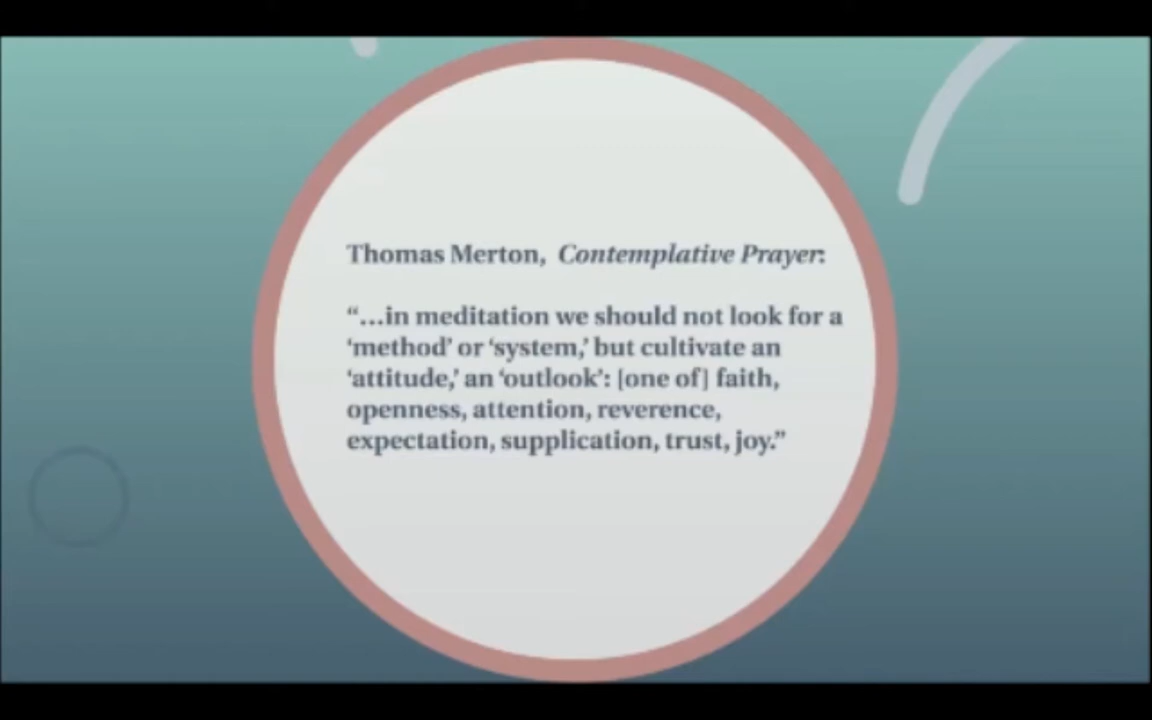 Thomas Merton, Contemplative Prayer:
“...in meditation we should not look for a
‘method’ or ‘system,’ but cultivate an
‘attitude,’ an ‘outlook’: [one of] faith,
openness, attention, reverence,
expectation, supplication, trust, joy.”